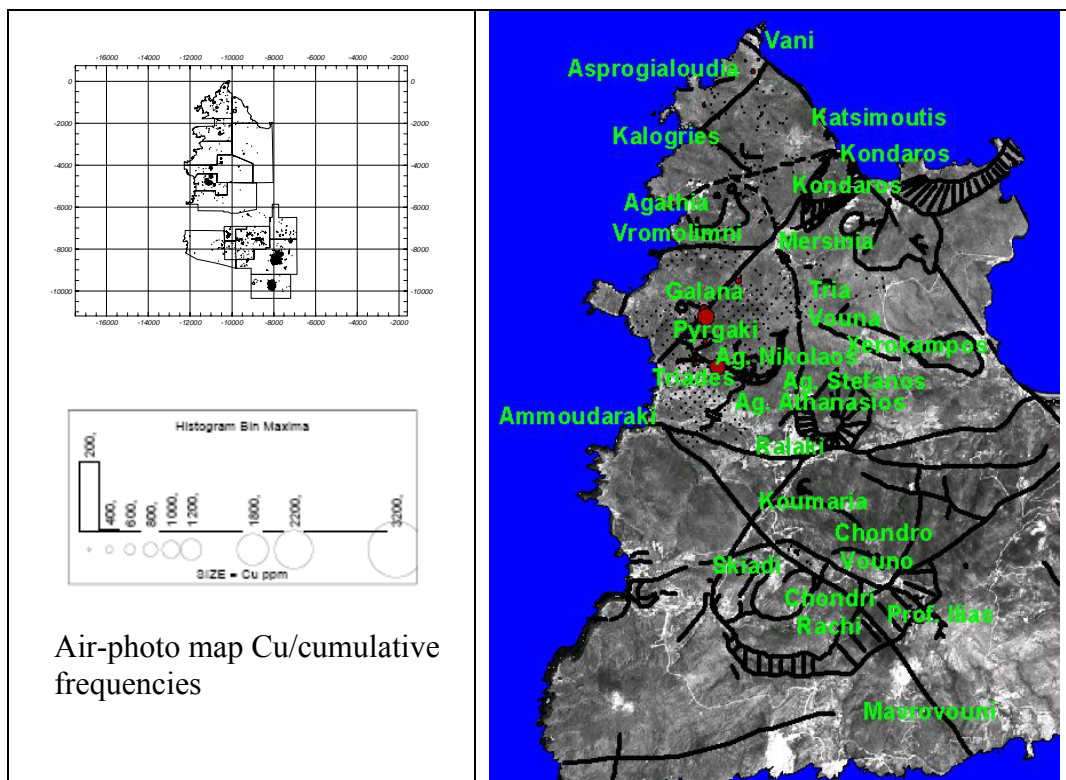 -16000 -14000 -12000 -10000 -8000 -6000 -4000 -2000
0 0
-2000 -2000
-4000 -4000
-6000 -6000
-8000 -8000
-10000 -10000
-16000 -14000 -12000 -10000 -8000 -6000 -4000 -2000
Histogram Bin Maxima
200,
400,
600,
800,
1000,
1200,
1800,
2200,
3200,
SIZE = Cu ppm
Air-photo map Cu/cumulative
frequencies
Vani
Asprogialoudia
Katsimoutis
Kalogries
Kondaros
Kondaros
Agathia
Vromolimni
Mersinia
Galana
Tria
Vouna
Pyrgaki
Xerokampos
Ag. Nikolaos
Triades
Ag. Stefanos
Ag. Athanasios
Ammoudaraki
Ralaki
Koumaria
Chondro
Vouno
Skiadi
Chondri
Rachi
Prof. Ilias
Mavrovouni